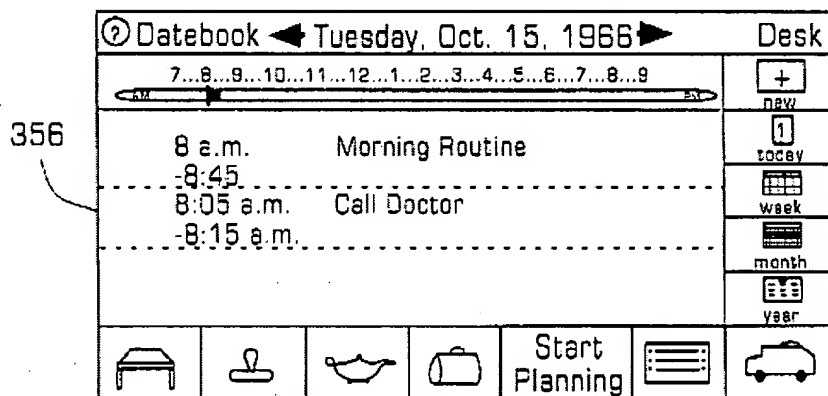 ? Datebook Tuesday, Oct. 15, 1966 Desk
7...8...9...10...11...12...1...2...3...4...5...6...7...8...9
AM PM
new
356
8 a.m. Morning Routine
-8:45
8:05 a.m. Call Doctor
-8:15 a.m.
1
today
week
month
year
Start
Planning